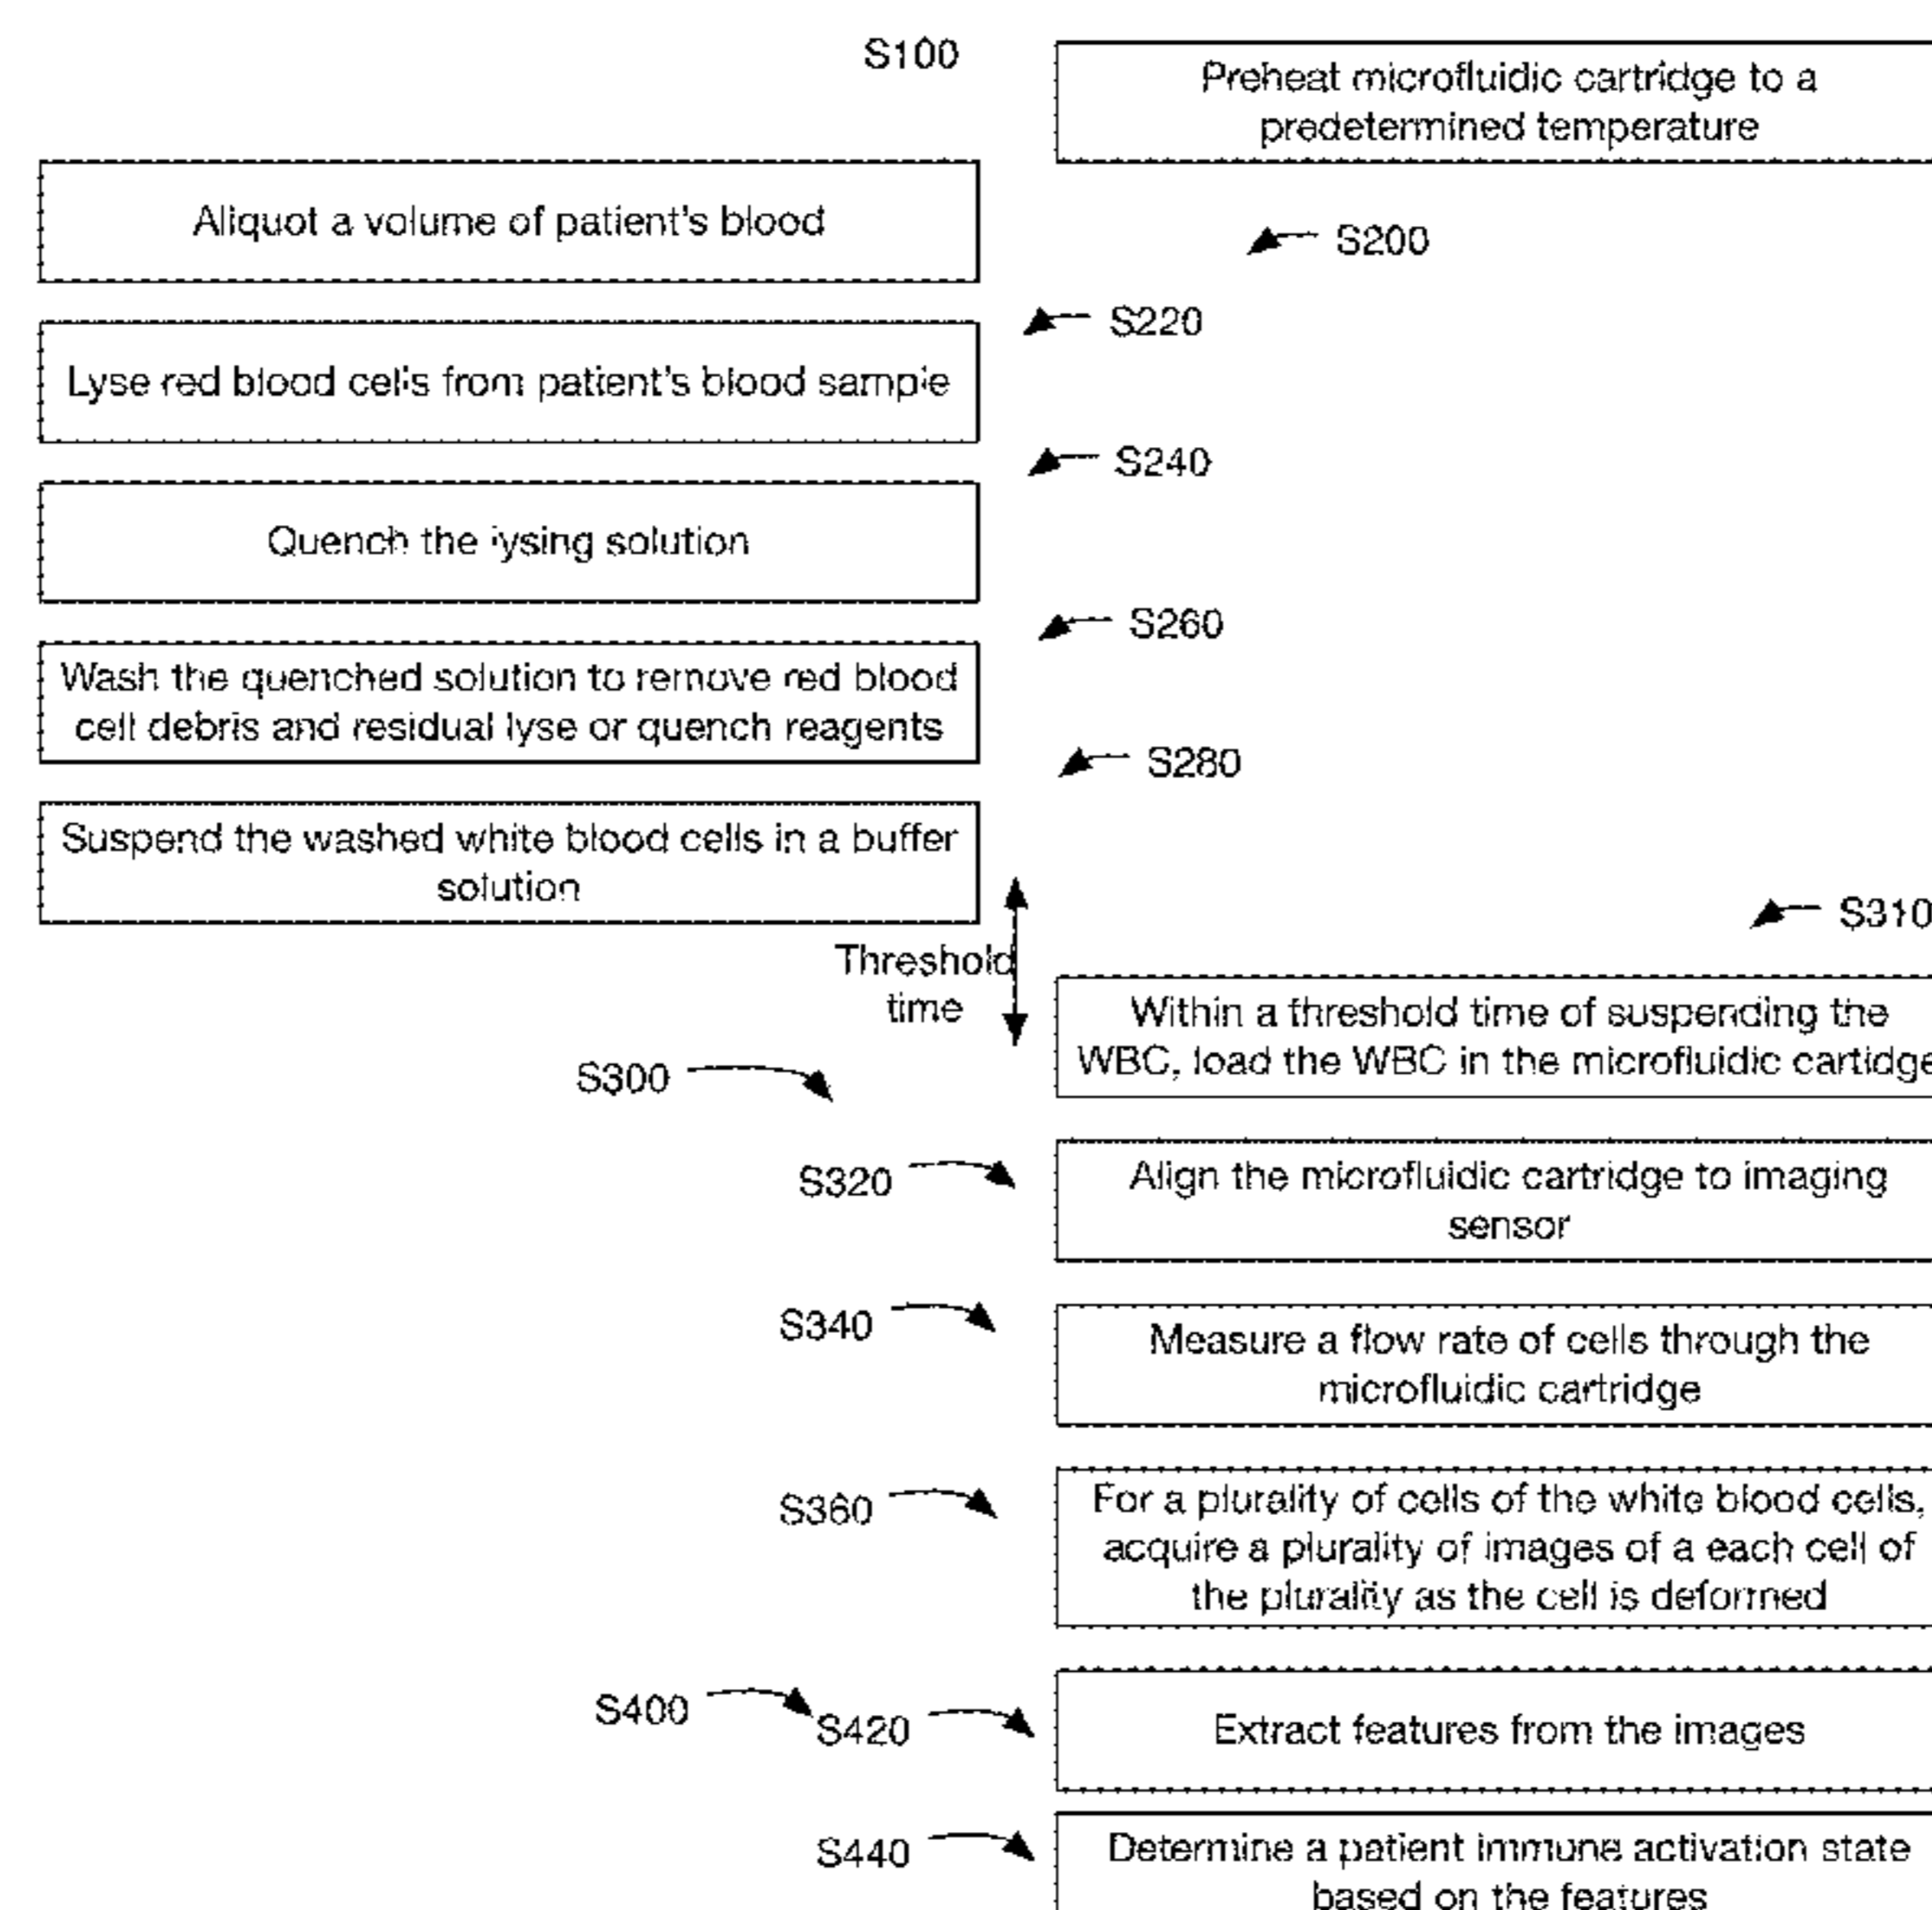 S100
Preheat microfluidic cartridge to a
predetermined temperature
Aliquot a volume of patient's blood
S200
S220
Lyse red blood cells from patient's blood sample
S240
Quench the lysing solution
S260
Wash the quenched solution to remove red blood
cell debris and residual lyse or quench reagents
S280
Suspend the washed white blood cells in a buffer
solution
S310
Threshold
time
Within a threshold time of suspending the
WBC, load the WBC in the microfluidic cartidge
S300
S320
Align the microfluidic cartridge to imaging
sensor
S340
Measure a flow rate of cells through the
microfluidic cartridge
S360
For a plurality of cells of the white blood cells,
acquire a plurality of images of a each cell of
the plurality as the cell is deformed
S400
S420
Extract features from the images
S440
Determine a patient immune activation state
based on the features